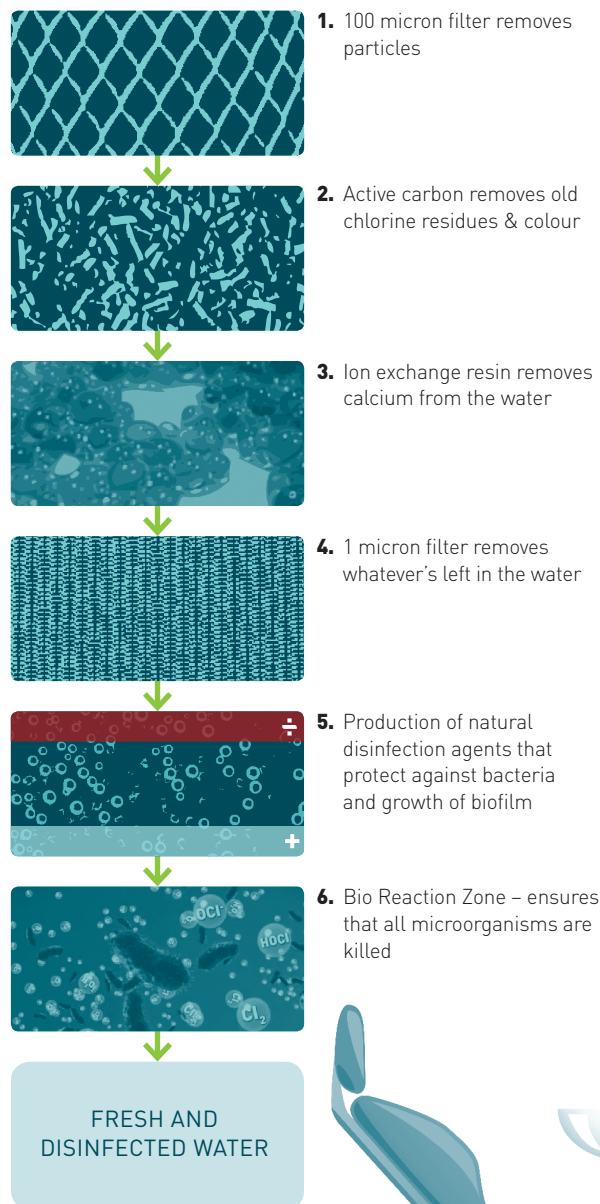 1. 100 micron filter removes
particles
2. Active carbon removes old
chlorine residues & colour
3. Ion exchange resin removes
calcium from the water
4. 1 micron filter removes
whatever's left in the water
÷
+
5. Production of natural
disinfection agents that
protect against bacteria
and growth of biofilm
OCl⁻
HOCl
Cl₂
6. Bio Reaction Zone – ensures
that all microorganisms are
killed
FRESH AND
DISINFECTED WATER